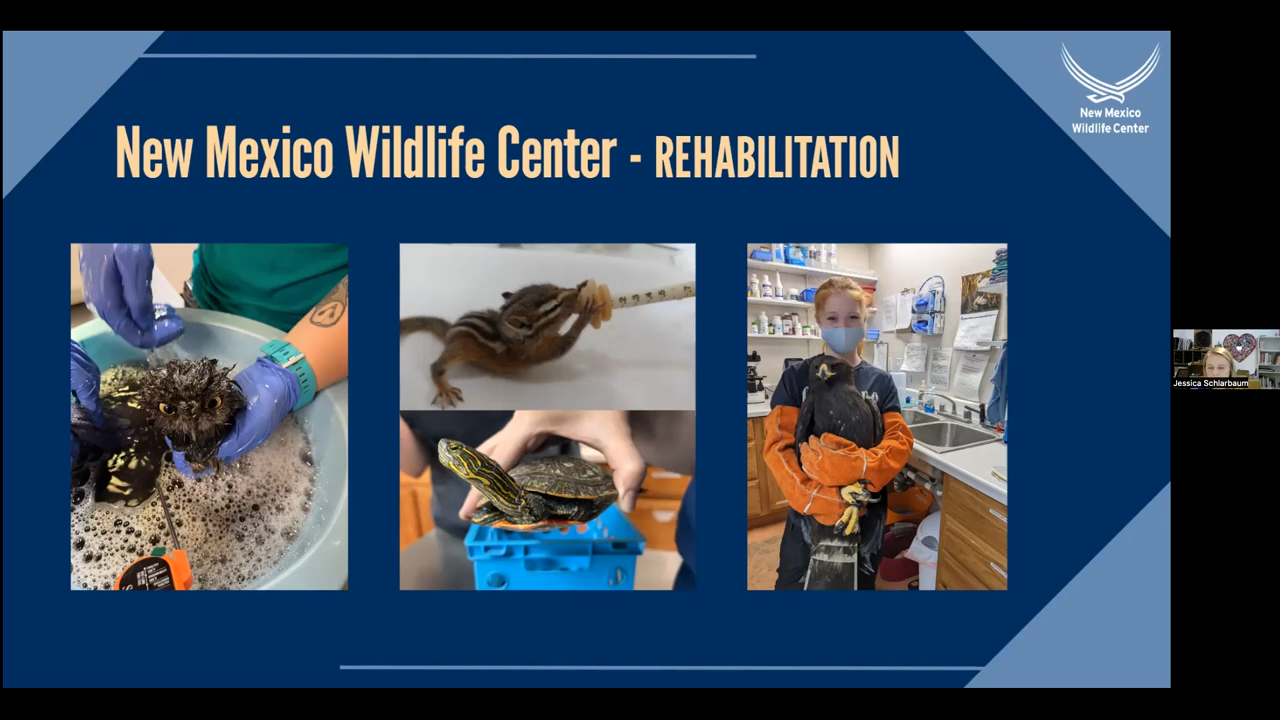 New Mexico
Wildlife Center
New Mexico Wildlife Center - REHABILITATION
Jessica Schlarbaum